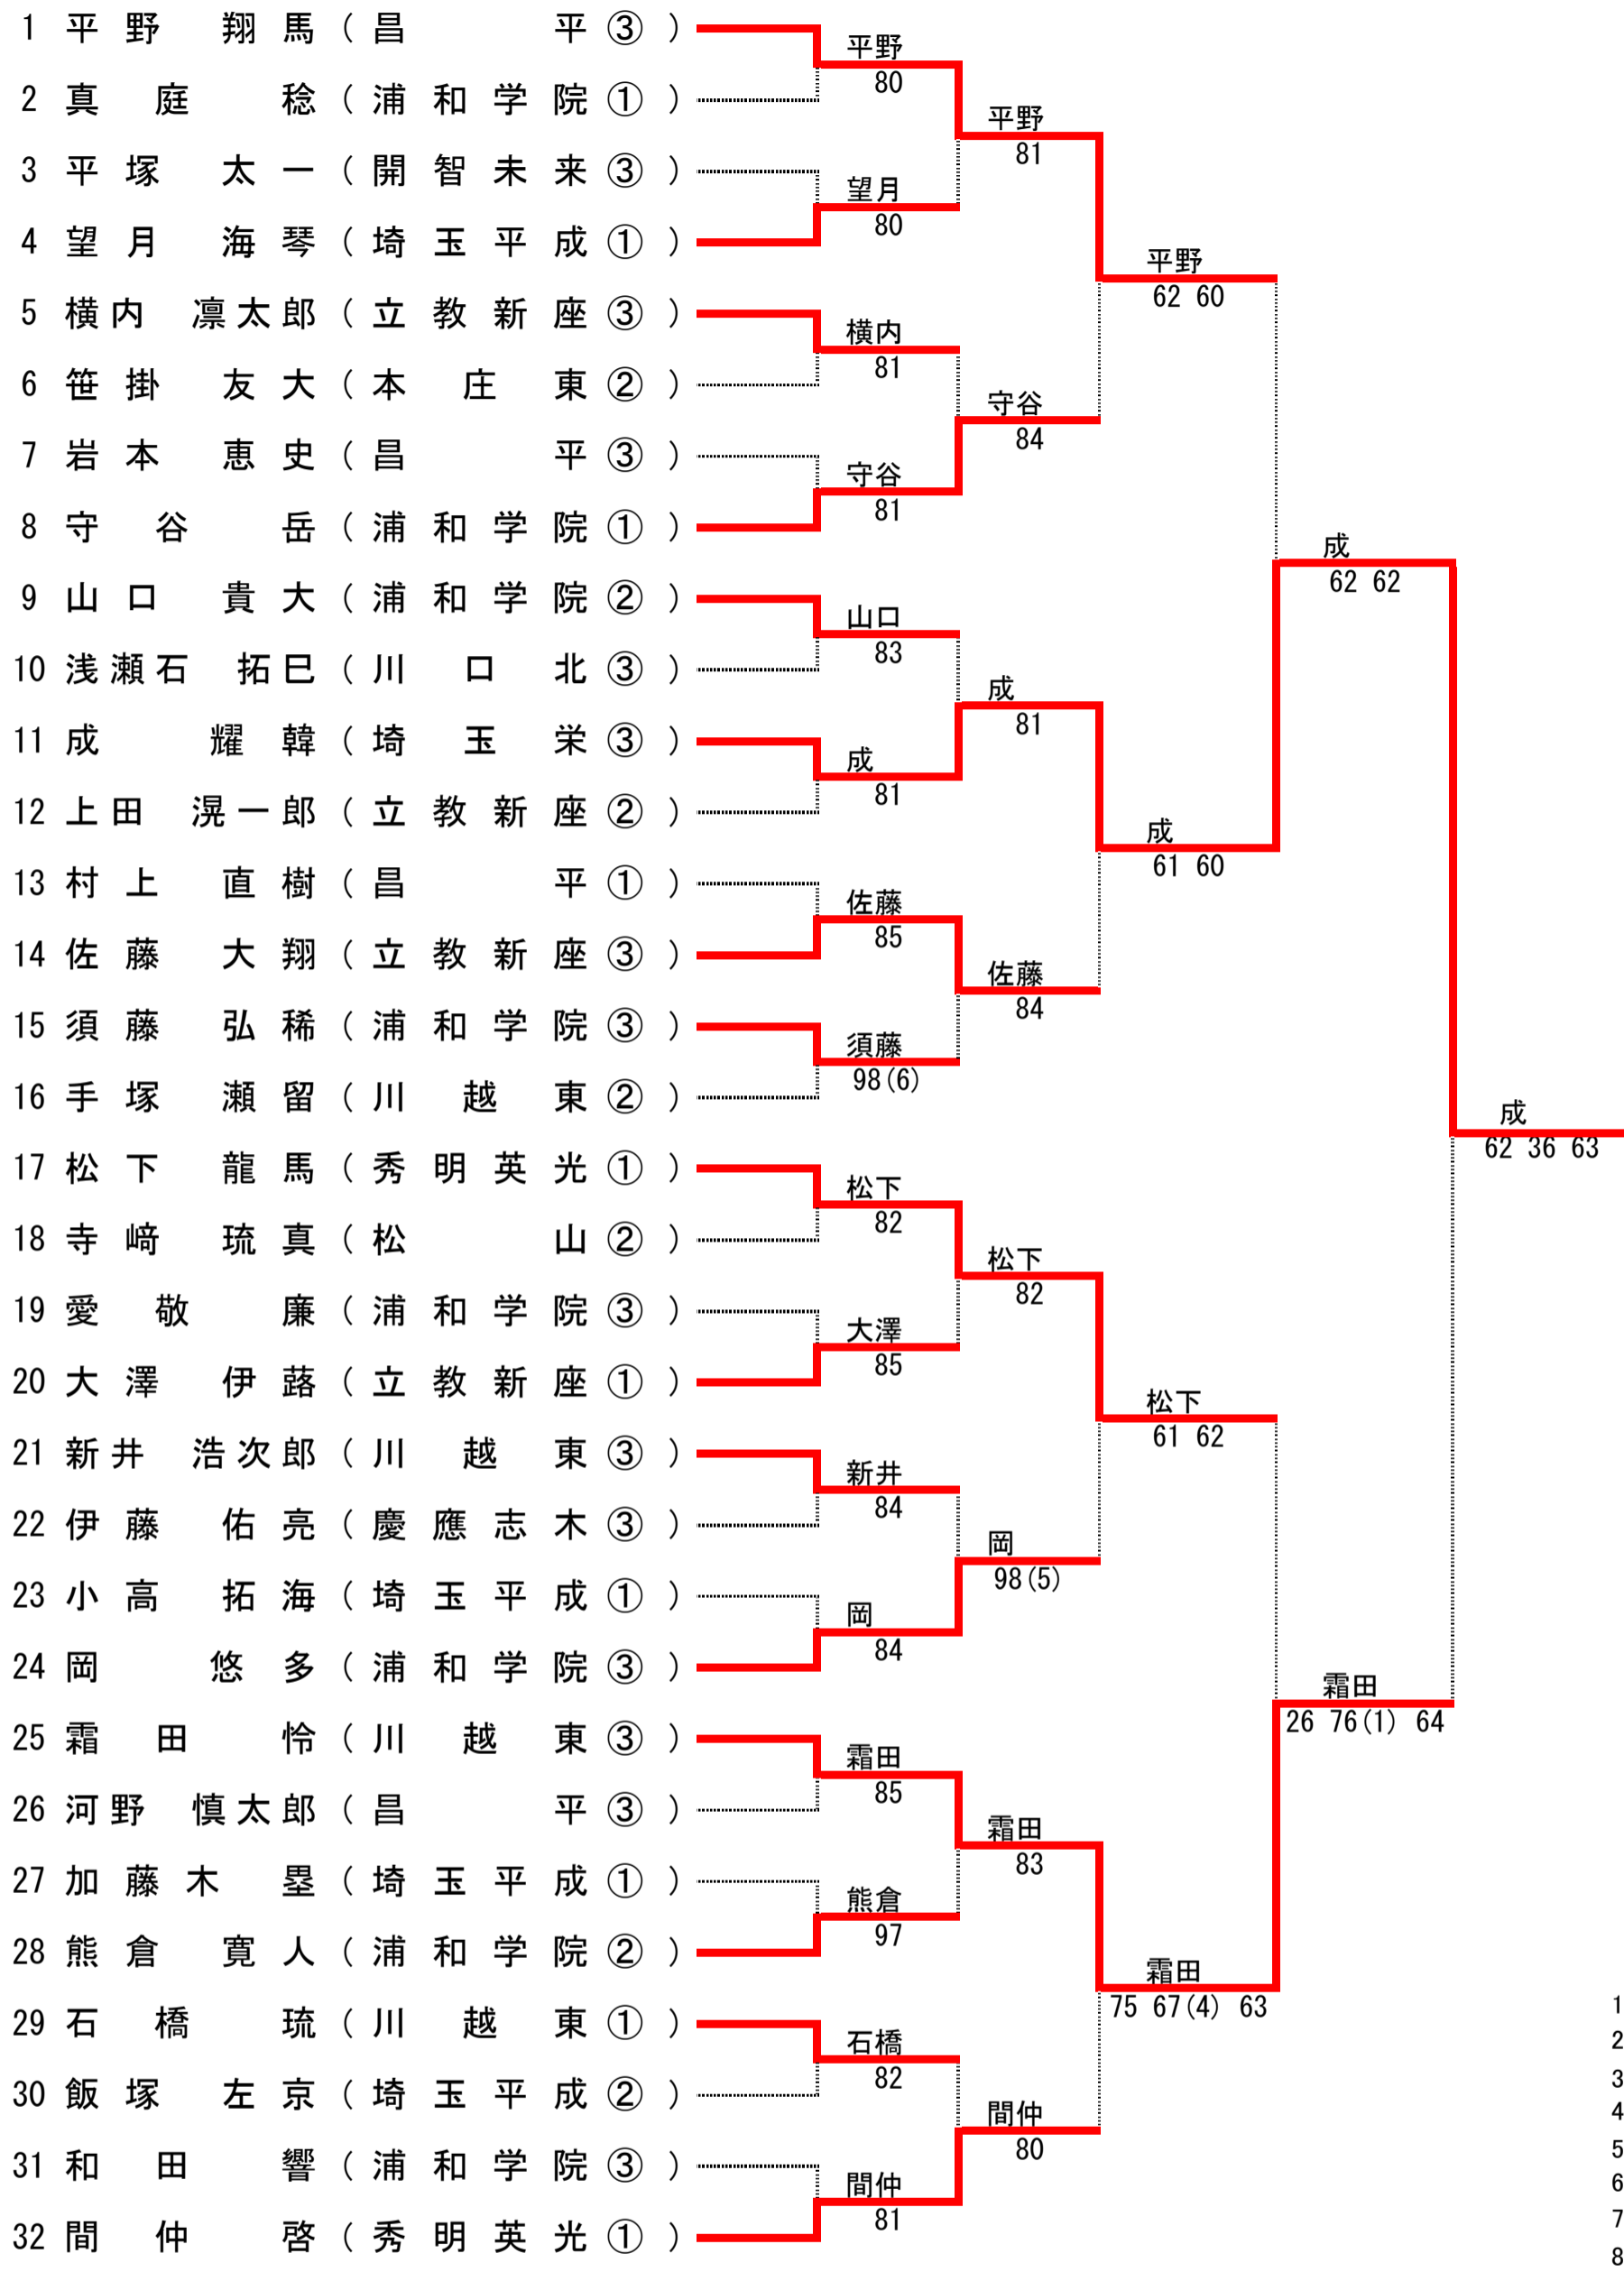 1 平野 翔馬 (昌平③)
平野
80
2 真庭 稔 (浦和学院①)
平野
81
3 平塚 太一 (開智未来③)
望月
80
4 望月 海琴 (埼玉平成①)
平野
62 60
5 横内 凛太郎 (立教新座③)
横内
81
6 笹掛 友大 (本庄東②)
守谷
84
7 岩本 恵史 (昌平③)
守谷
81
8 守谷 岳 (浦和学院①)
成
62 62
9 山口 貴大 (浦和学院②)
山口
83
10 浅瀬石 拓巳 (川口北③)
成
81
11 成 耀韓 (埼玉栄③)
成
81
12 上田 滉一郎 (立教新座②)
成
61 60
13 村上 直樹 (昌平①)
佐藤
85
14 佐藤 大翔 (立教新座③)
佐藤
84
15 須藤 弘稀 (浦和学院③)
須藤
98(6)
16 手塚 瀬留 (川越東②)
成
62 36 63
17 松下 龍馬 (秀明英光①)
松下
82
18 寺﨑 琉真 (松山②)
松下
82
19 愛敬 廉 (浦和学院③)
大澤
85
20 大澤 伊蕗 (立教新座①)
松下
61 62
21 新井 浩次郎 (川越東③)
新井
84
22 伊藤 佑亮 (慶應志木③)
岡
98(5)
23 小高 拓海 (埼玉平成①)
岡
84
24 岡 悠多 (浦和学院③)
霜田
26 76(1) 64
25 霜田 怜 (川越東③)
霜田
85
26 河野 慎太郎 (昌平③)
霜田
83
27 加藤木 塁 (埼玉平成①)
熊倉
97
28 熊倉 寛人 (浦和学院②)
霜田
75 67(4) 63
29 石橋 琉 (川越東①)
石橋
82
30 飯塚 左京 (埼玉平成②)
間仲
80
31 和田 響 (浦和学院③)
間仲
81
32 間仲 啓 (秀明英光①)
1
2
3
4
5
6
7
8